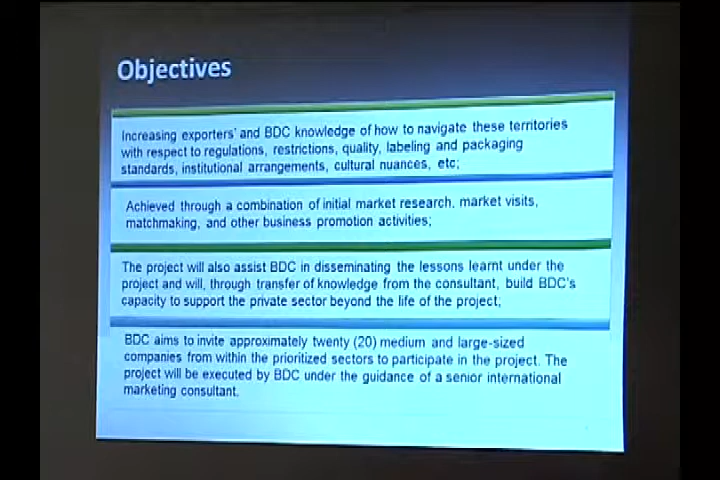 Objectives
Increasing exporters' and BDC knowledge of how to navigate these territories
with respect to regulations, restrictions, quality, labeling and packaging
standards, institutional arrangements, cultural nuances, etc;
Achieved through a combination of initial market research, market visits,
matchmaking, and other business promotion activities;
The project will also assist BDC in disseminating the lessons learnt under the
project and will, through transfer of knowledge from the consultant, build BDC's
capacity to support the private sector beyond the life of the project;
BDC aims to invite approximately twenty (20) medium and large-sized
companies from within the prioritized sectors to participate in the project. The
project will be executed by BDC under the guidance of a senior international
marketing consultant.